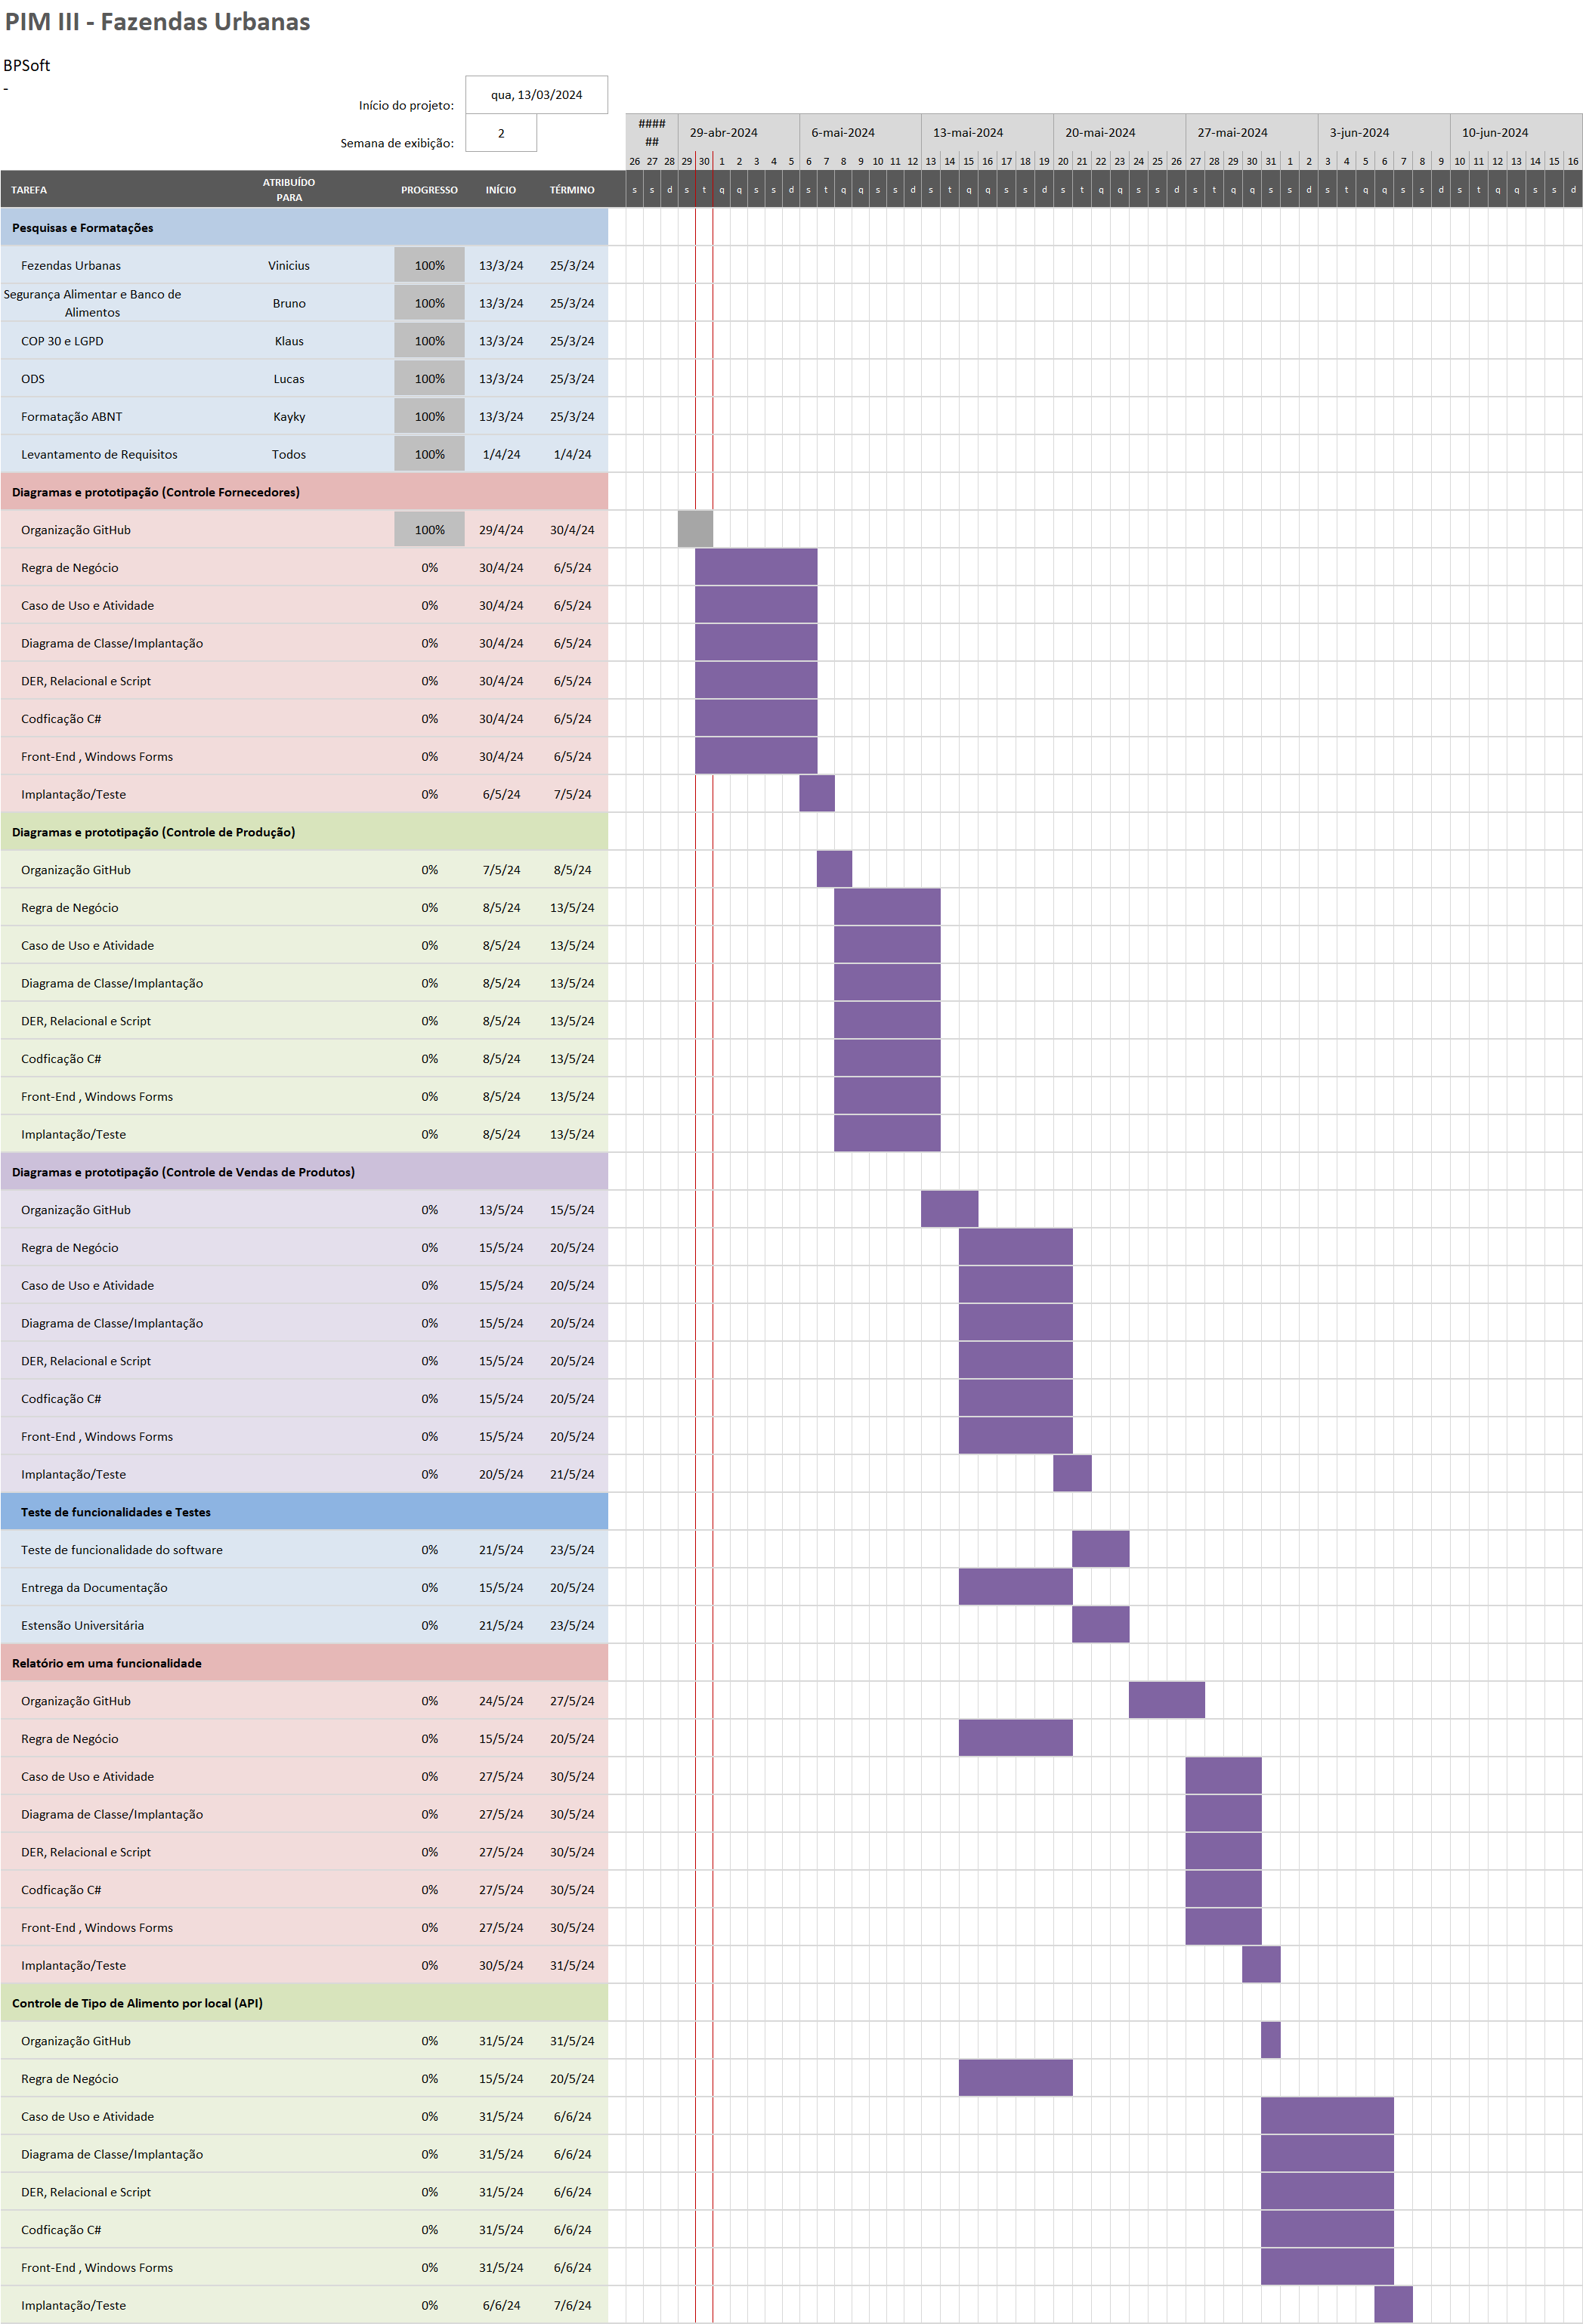 PIM III - Fazendas Urbanas
BPSoft
-
Início do projeto: qua, 13/03/2024
Semana de exibição: 2
######
29-abr-2024 6-mai-2024 13-mai-2024 20-mai-2024 27-mai-2024 3-jun-2024 10-jun-2024
26 27 28 29 30 1 2 3 4 5 6 7 8 9 10 11 12 13 14 15 16 17 18 19 20 21 22 23 24 25 26 27 28 29 30 31 1 2 3 4 5 6 7 8 9 10 11 12 13 14 15 16
TAREFA ATRIBUÍDO PARA PROGRESSO INÍCIO TÉRMINO s s d s t q q s s d s t q q s s d s t q q s s d s t q q s s d s t q q s s d s t q q s s d s t q q s s d
Pesquisas e Formatações
Fezendas Urbanas Vinicius 100% 13/3/24 25/3/24
Segurança Alimentar e Banco de Alimentos Bruno 100% 13/3/24 25/3/24
COP 30 e LGPD Klaus 100% 13/3/24 25/3/24
ODS Lucas 100% 13/3/24 25/3/24
Formatação ABNT Kayky 100% 13/3/24 25/3/24
Levantamento de Requisitos Todos 100% 1/4/24 1/4/24
Diagramas e prototipação (Controle Fornecedores)
Organização GitHub 100% 29/4/24 30/4/24
Regra de Negócio 0% 30/4/24 6/5/24
Caso de Uso e Atividade 0% 30/4/24 6/5/24
Diagrama de Classe/Implantação 0% 30/4/24 6/5/24
DER, Relacional e Script 0% 30/4/24 6/5/24
Codficação C# 0% 30/4/24 6/5/24
Front-End , Windows Forms 0% 30/4/24 6/5/24
Implantação/Teste 0% 6/5/24 7/5/24
Diagramas e prototipação (Controle de Produção)
Organização GitHub 0% 7/5/24 8/5/24
Regra de Negócio 0% 8/5/24 13/5/24
Caso de Uso e Atividade 0% 8/5/24 13/5/24
Diagrama de Classe/Implantação 0% 8/5/24 13/5/24
DER, Relacional e Script 0% 8/5/24 13/5/24
Codficação C# 0% 8/5/24 13/5/24
Front-End , Windows Forms 0% 8/5/24 13/5/24
Implantação/Teste 0% 8/5/24 13/5/24
Diagramas e prototipação (Controle de Vendas de Produtos)
Organização GitHub 0% 13/5/24 15/5/24
Regra de Negócio 0% 15/5/24 20/5/24
Caso de Uso e Atividade 0% 15/5/24 20/5/24
Diagrama de Classe/Implantação 0% 15/5/24 20/5/24
DER, Relacional e Script 0% 15/5/24 20/5/24
Codficação C# 0% 15/5/24 20/5/24
Front-End , Windows Forms 0% 15/5/24 20/5/24
Implantação/Teste 0% 20/5/24 21/5/24
Teste de funcionalidades e Testes
Teste de funcionalidade do software 0% 21/5/24 23/5/24
Entrega da Documentação 0% 15/5/24 20/5/24
Estensão Universitária 0% 21/5/24 23/5/24
Relatório em uma funcionalidade
Organização GitHub 0% 24/5/24 27/5/24
Regra de Negócio 0% 15/5/24 20/5/24
Caso de Uso e Atividade 0% 27/5/24 30/5/24
Diagrama de Classe/Implantação 0% 27/5/24 30/5/24
DER, Relacional e Script 0% 27/5/24 30/5/24
Codficação C# 0% 27/5/24 30/5/24
Front-End , Windows Forms 0% 27/5/24 30/5/24
Implantação/Teste 0% 30/5/24 31/5/24
Controle de Tipo de Alimento por local (API)
Organização GitHub 0% 31/5/24 31/5/24
Regra de Negócio 0% 15/5/24 20/5/24
Caso de Uso e Atividade 0% 31/5/24 6/6/24
Diagrama de Classe/Implantação 0% 31/5/24 6/6/24
DER, Relacional e Script 0% 31/5/24 6/6/24
Codficação C# 0% 31/5/24 6/6/24
Front-End , Windows Forms 0% 31/5/24 6/6/24
Implantação/Teste 0% 6/6/24 7/6/24